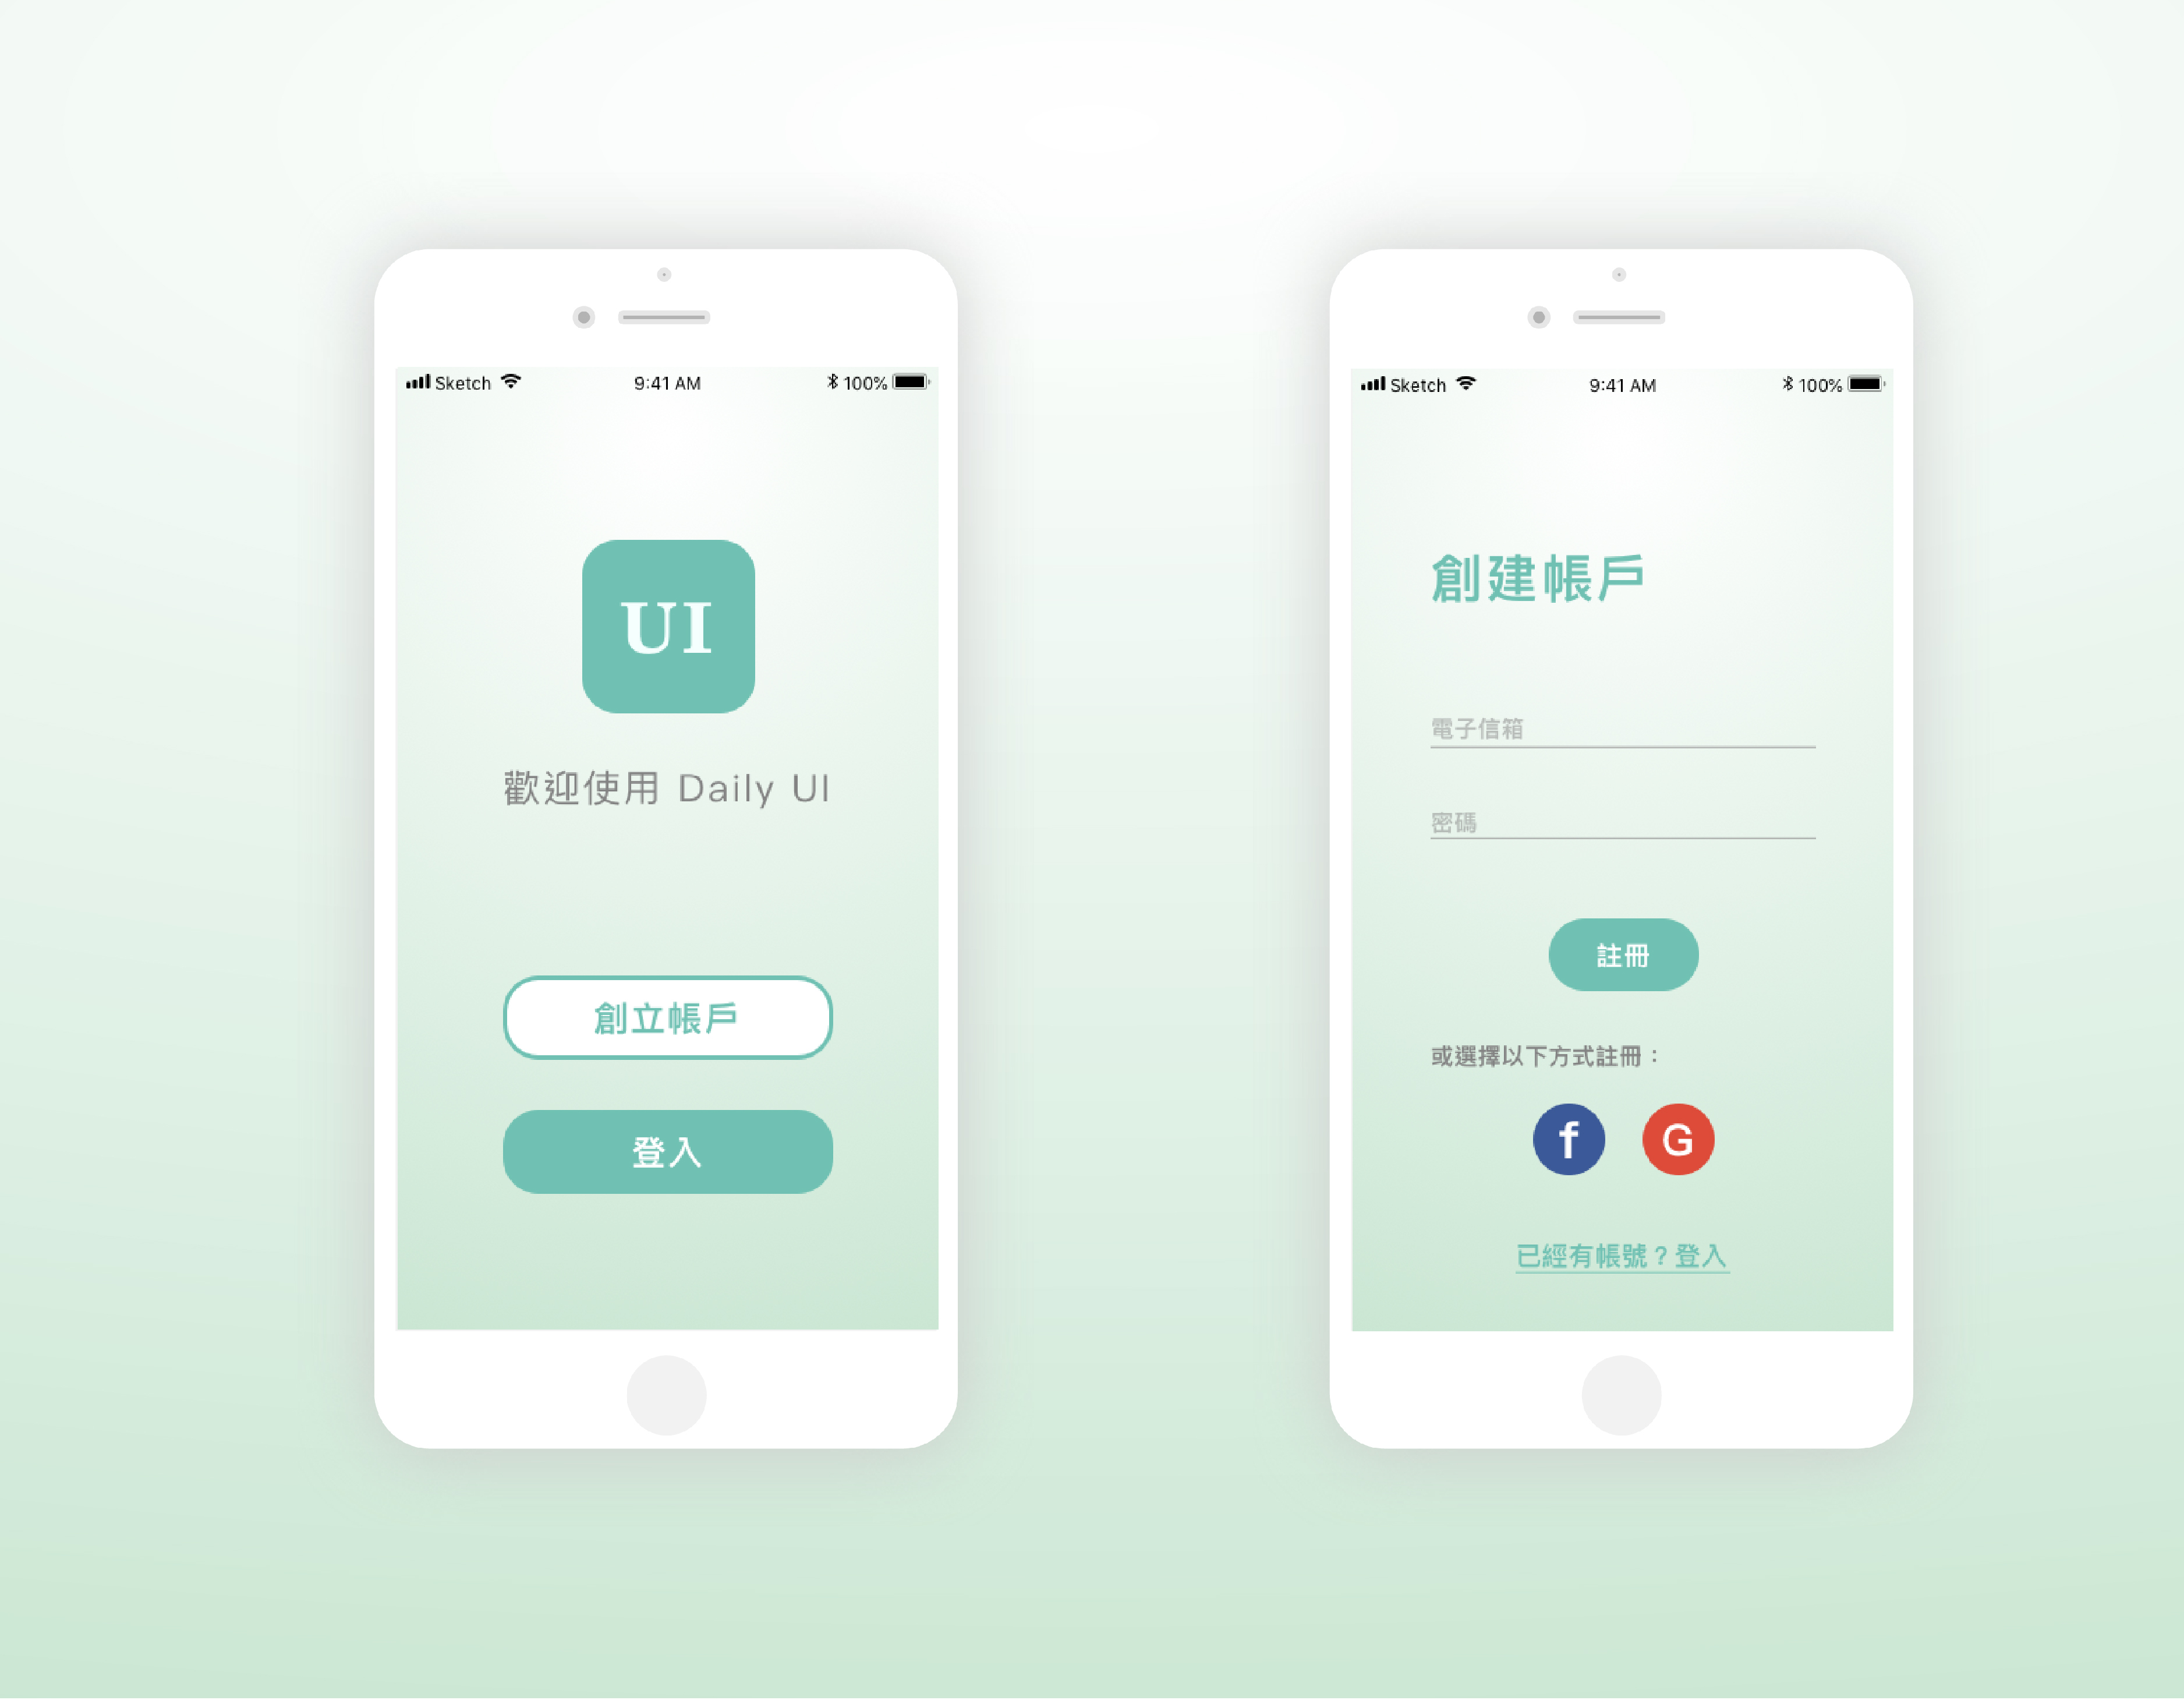 Sketch 9:41 AM 100%
UI
歡迎使用 Daily UI
創立帳戶
登入
Sketch 9:41 AM 100%
創建帳戶
電子信箱
密碼
註冊
或選擇以下方式註冊：
f G
已經有帳號？登入